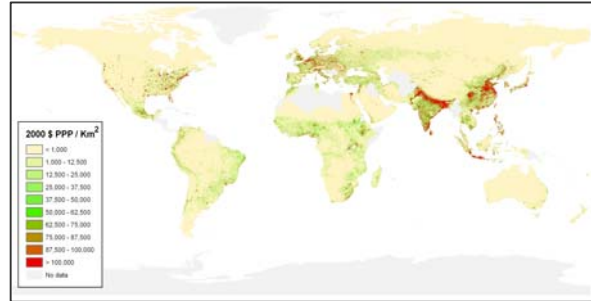 2000 $ PPP / Km²
< 1,000
1,000 - 12,500
12,500 - 25,000
25,000 - 37,500
37,500 - 50,000
50,000 - 62,500
62,500 - 75,000
75,000 - 87,500
87,500 - 100,000
> 100,000
No data